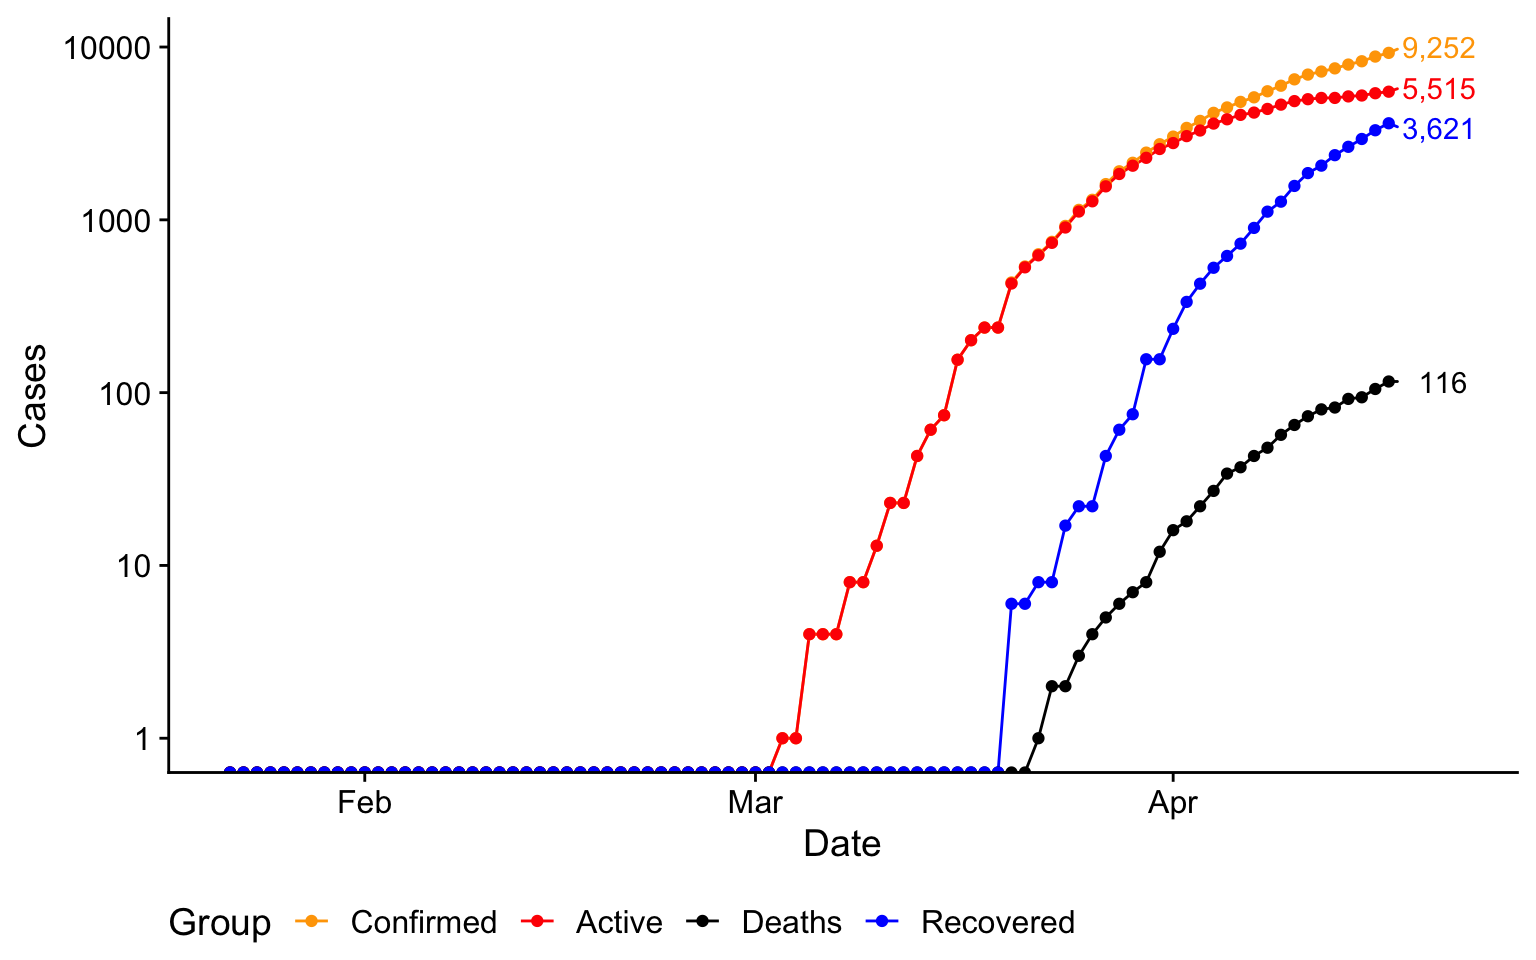 10000
1000
100
10
1
Cases
9,252
5,515
3,621
116
Feb Mar Apr
Date
Group Confirmed Active Deaths Recovered